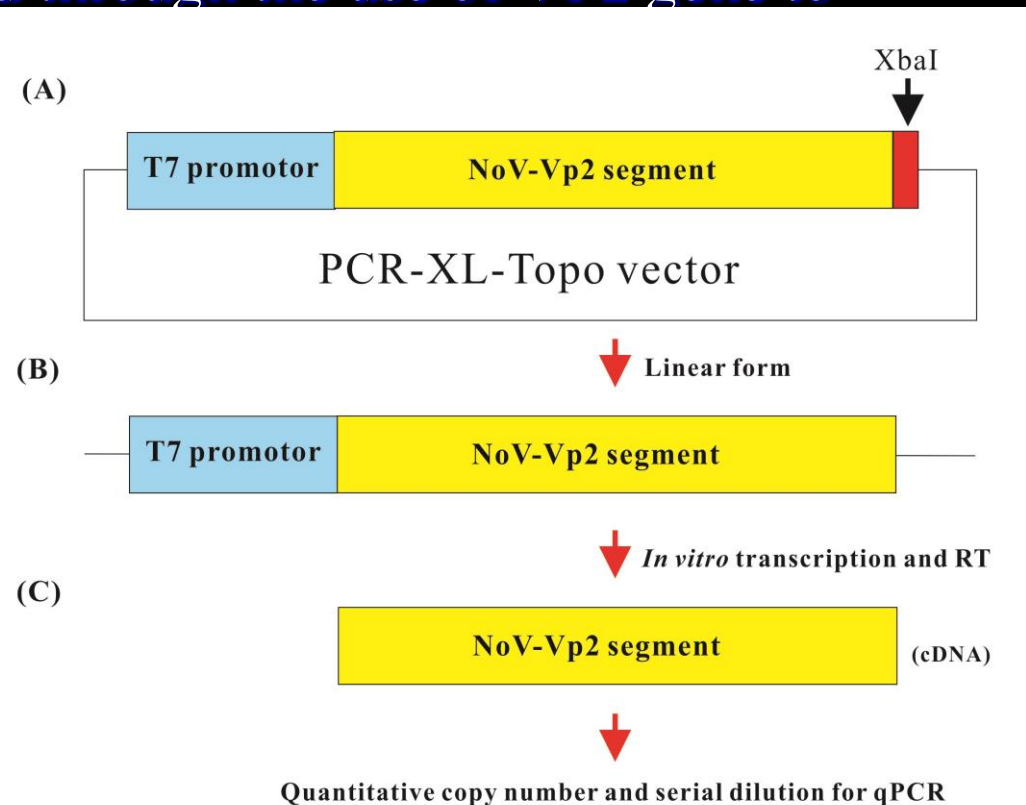 XbaI
(A)
T7 promotor NoV-Vp2 segment
PCR-XL-Topo vector
Linear form
(B)
T7 promotor NoV-Vp2 segment
In vitro transcription and RT
(C)
NoV-Vp2 segment (cDNA)
Quantitative copy number and serial dilution for qPCR